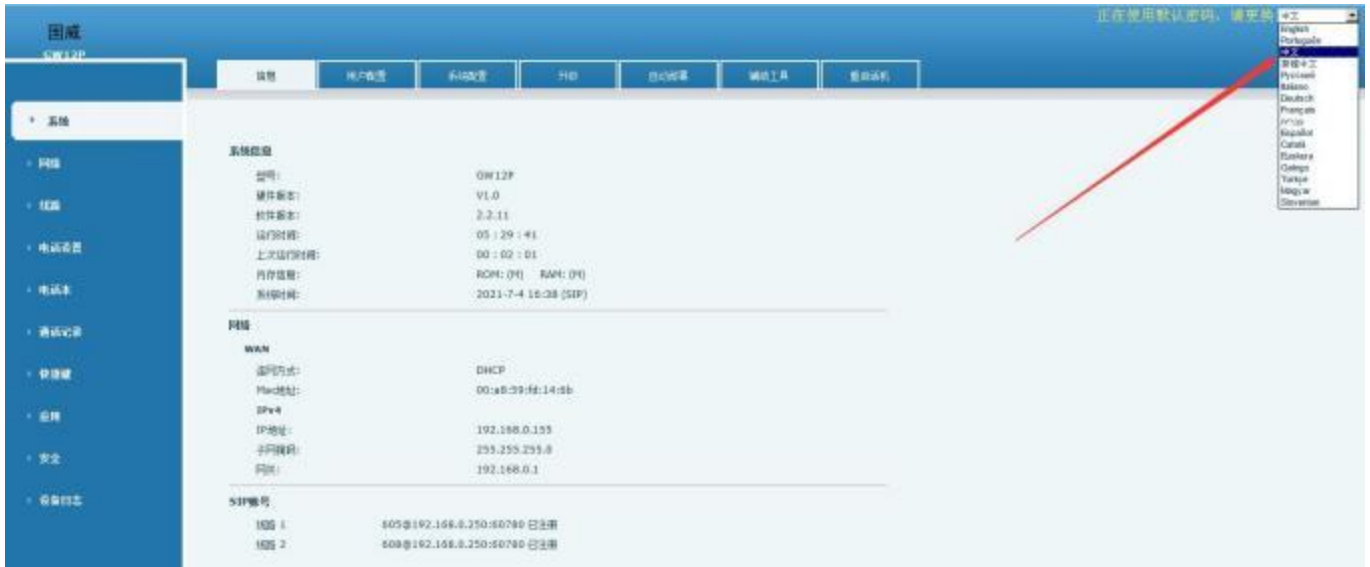 国威
GW12P
正在使用默认密码，请更换
中文
English
Português
中文
繁體中文
Русский
Italiano
Deutsch
Français
Español
Català
Euskera
Galego
Türkçe
Magyar
Slovenian
信息
用户配置
系统配置
升级
自动部署
辅助工具
重启话机
系统
网络
线路
电话设置
电话本
通话记录
快捷键
应用
安全
设备日志
系统信息
型号: GW12P
硬件版本: V1.0
软件版本: 2.2.11
运行时间: 05 : 29 : 41
上次运行时间: 00 : 02 : 01
内存信息: ROM: (M) RAM: (M)
系统时间: 2021-7-4 16:38 (SIP)
网络
WAN
连网方式: DHCP
Mac地址: 00:a8:59:fd:14:6b
IPv4
IP地址: 192.168.0.155
子网掩码: 255.255.255.0
网关: 192.168.0.1
SIP账号
线路 1 605@192.168.0.250:60780 已注册
线路 2 608@192.168.0.250:60780 已注册